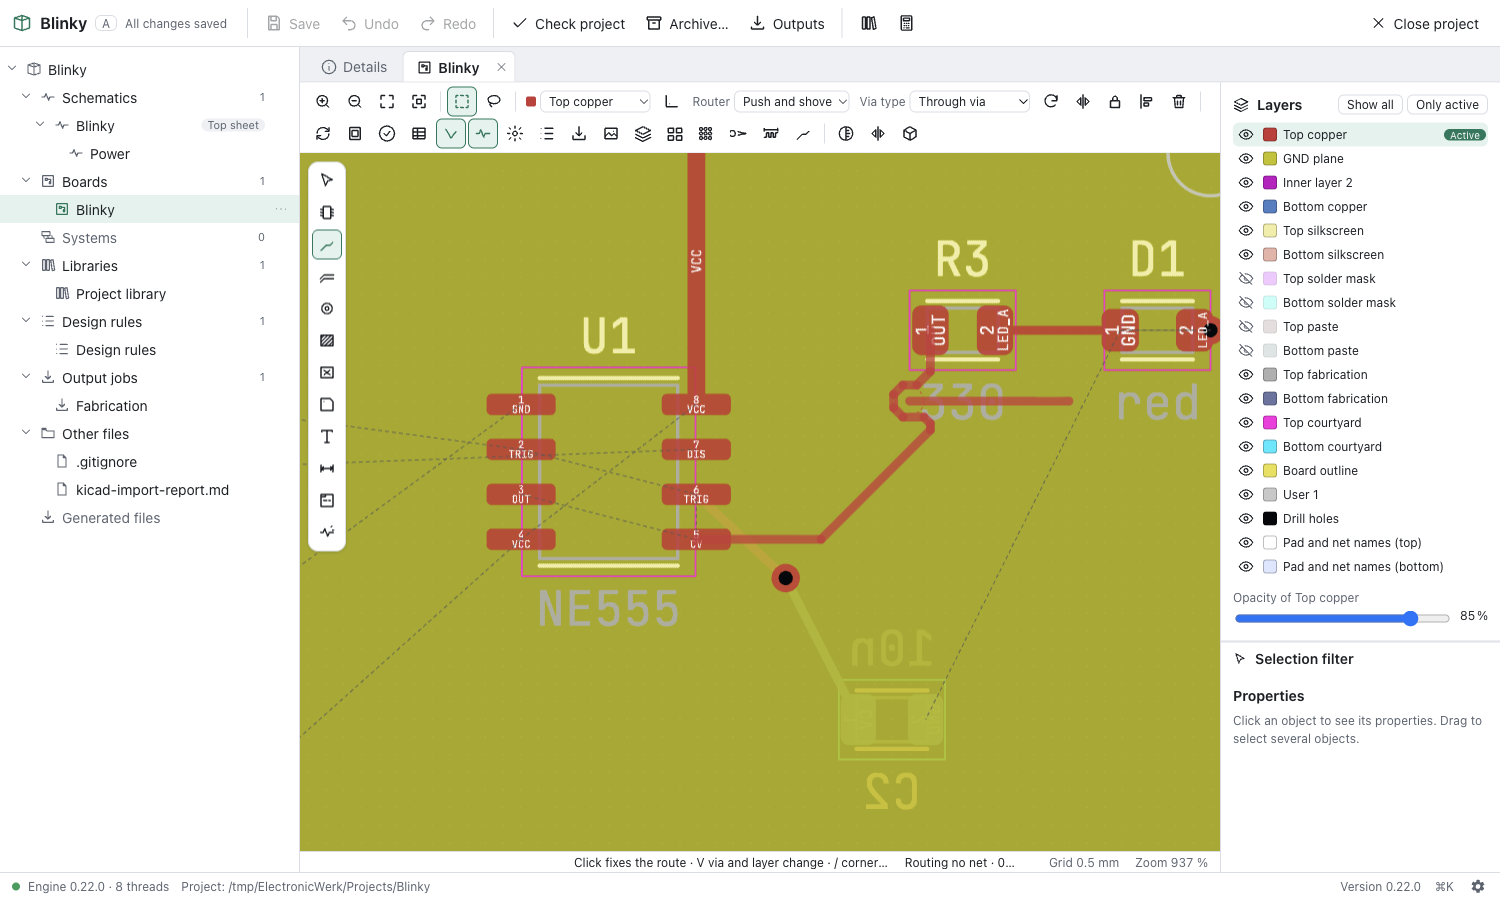 Blinky A All changes saved Save Undo Redo Check project Archive... Outputs Close project
Blinky
Schematics 1
Blinky Top sheet
Power
Boards 1
Blinky ...
Systems 0
Libraries 1
Project library
Design rules 1
Design rules
Output jobs 1
Fabrication
Other files
.gitignore
kicad-import-report.md
Generated files
Details Blinky
Top copper Router Push and shove Via type Through via
VCC
R3 D1
1 OUT 2 LED_A 1 GND 2 LED_A
330 red
U1
1 GND 8 VCC
2 TRIG 7 DIS
3 OUT 6 TRIG
4 VCC 5 CV
NE555
10n
C2
Click fixes the route · V via and layer change · / corner... Routing no net · 0... Grid 0.5 mm Zoom 937 %
Layers Show all Only active
Top copper Active
GND plane
Inner layer 2
Bottom copper
Top silkscreen
Bottom silkscreen
Top solder mask
Bottom solder mask
Top paste
Bottom paste
Top fabrication
Bottom fabrication
Top courtyard
Bottom courtyard
Board outline
User 1
Drill holes
Pad and net names (top)
Pad and net names (bottom)
Opacity of Top copper
85 %
Selection filter
Properties
Click an object to see its properties. Drag to
select several objects.
Engine 0.22.0 · 8 threads Project: /tmp/ElectronicWerk/Projects/Blinky Version 0.22.0 ⌘K